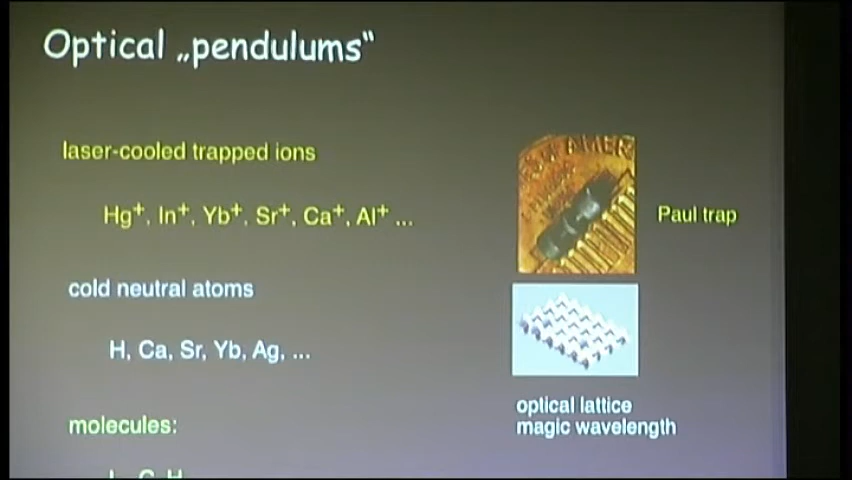 Optical „pendulums“
laser-cooled trapped ions
Hg⁺, In⁺, Yb⁺, Sr⁺, Ca⁺, Al⁺ ...
Paul trap
cold neutral atoms
H, Ca, Sr, Yb, Ag, ...
optical lattice
magic wavelength
molecules: